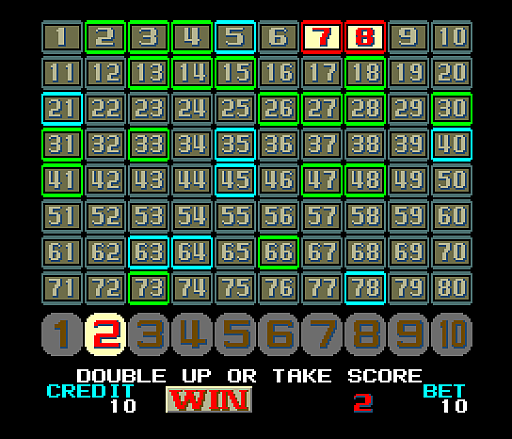 1 2 3 4 5 6 7 8 9 10
11 12 13 14 15 16 17 18 19 20
21 22 23 24 25 26 27 28 29 30
31 32 33 34 35 36 37 38 39 40
41 42 43 44 45 46 47 48 49 50
51 52 53 54 55 56 57 58 59 60
61 62 63 64 65 66 67 68 69 70
71 72 73 74 75 76 77 78 79 80
1 2 3 4 5 6 7 8 9 10
DOUBLE UP OR TAKE SCORE
CREDIT BET
10 WIN 2 10